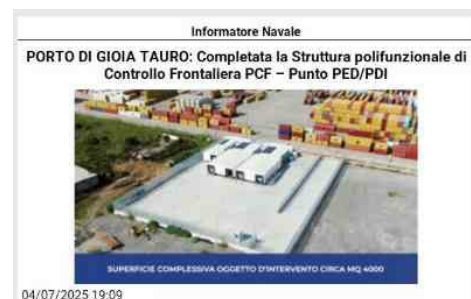 Informatore Navale
PORTO DI GIOIA TAURO: Completata la Struttura polifunzionale di
Controllo Frontaliera PCF – Punto PED/PDI
SUPERFICIE COMPLESSIVA OGGETTO D'INTERVENTO CIRCA MQ 4000
04/07/2025 19:09